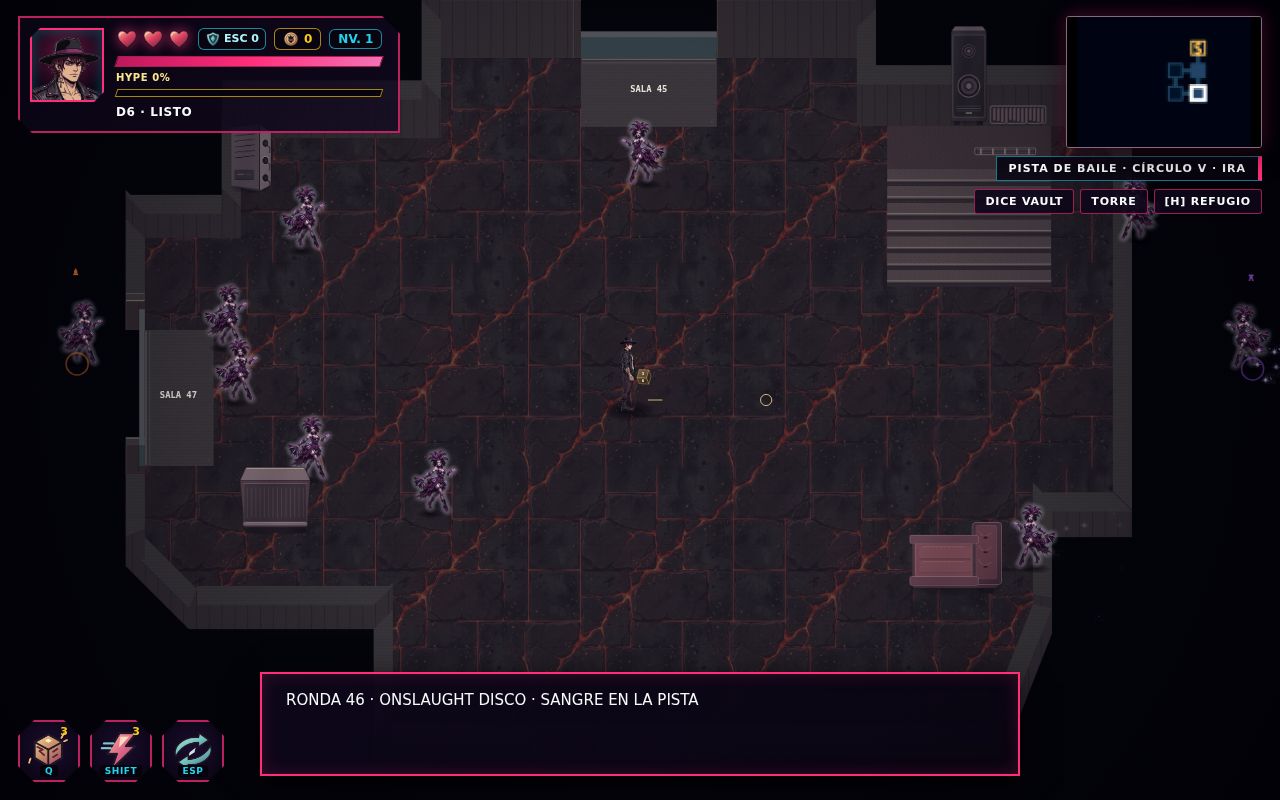 ESC 0
0
NV. 1
HYPE 0%
D6 · LISTO
SALA 45
$
PISTA DE BAILE · CÍRCULO V · IRA
DICE VAULT
TORRE
[H] REFUGIO
SALA 47
RONDA 46 · ONSLAUGHT DISCO · SANGRE EN LA PISTA
3
Q
3
SHIFT
ESP